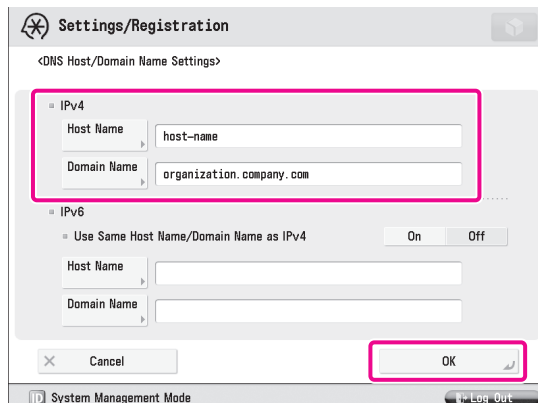 Settings/Registration
<DNS Host/Domain Name Settings>
IPv4
Host Name host-name
Domain Name organization.company.com
IPv6
Use Same Host Name/Domain Name as IPv4 On Off
Host Name
Domain Name
Cancel OK
ID System Management Mode Log Out